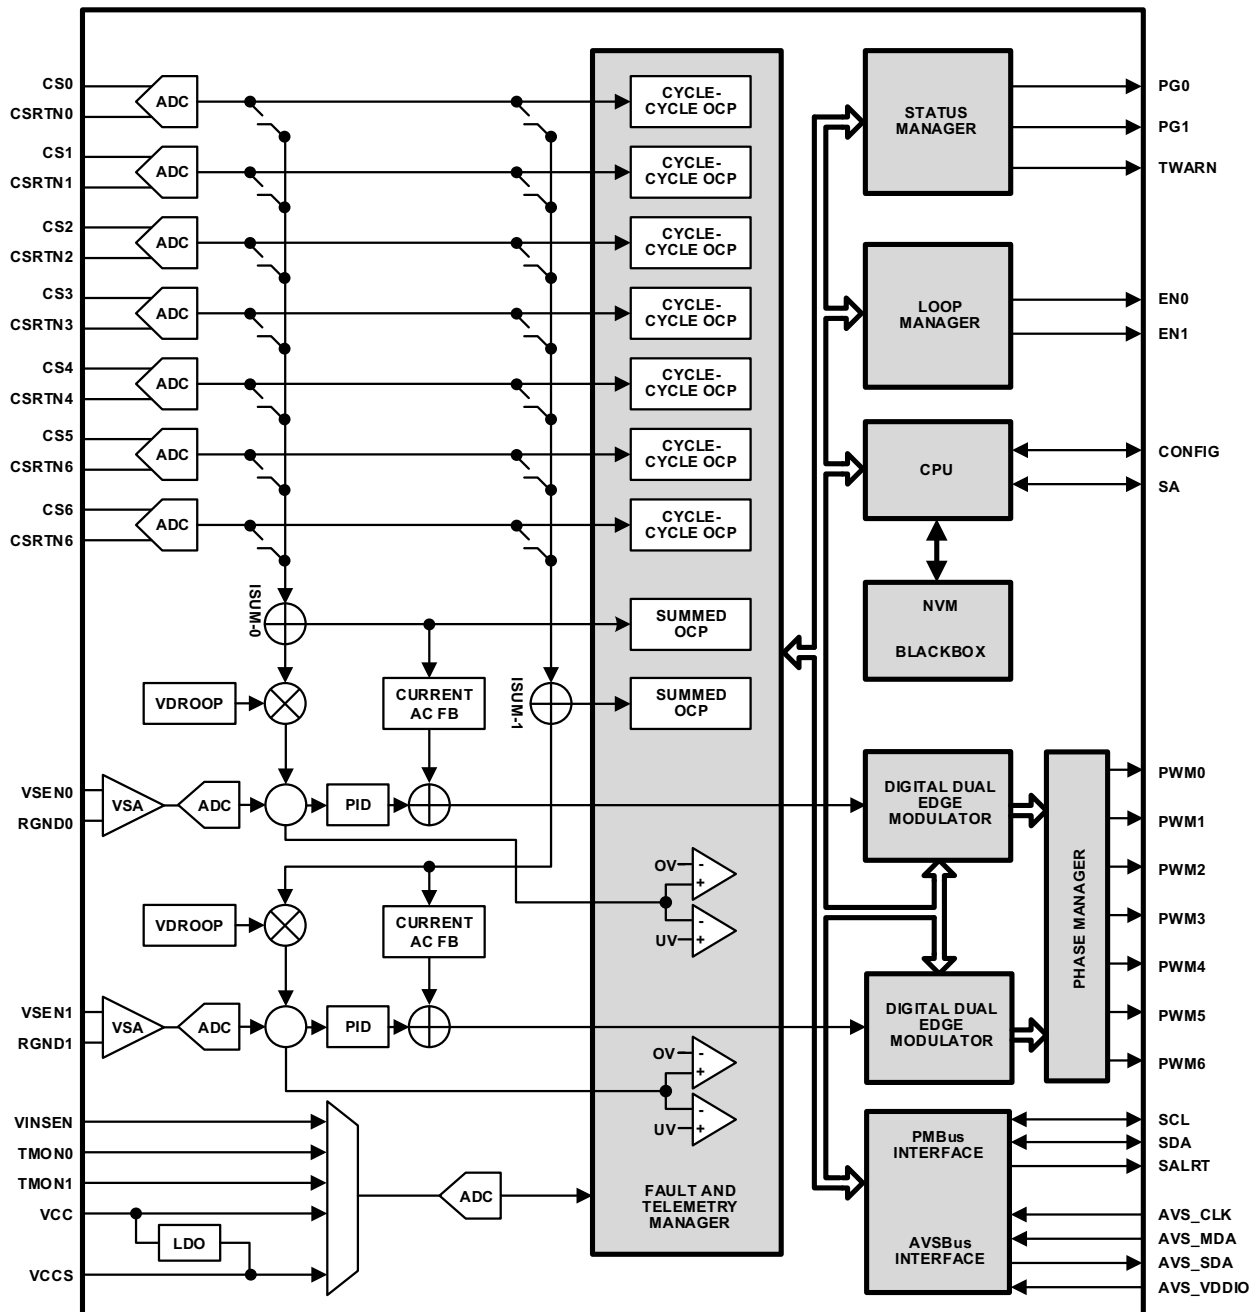 CS0
CSRTN0
ADC
CYCLE-
CYCLE OCP
CS1
CSRTN1
ADC
CYCLE-
CYCLE OCP
CS2
CSRTN2
ADC
CYCLE-
CYCLE OCP
CS3
CSRTN3
ADC
CYCLE-
CYCLE OCP
CS4
CSRTN4
ADC
CYCLE-
CYCLE OCP
CS5
CSRTN6
ADC
CYCLE-
CYCLE OCP
CS6
CSRTN6
ADC
CYCLE-
CYCLE OCP
ISUM-0
SUMMED
OCP
VDROOP
CURRENT
AC FB
ISUM-1
SUMMED
OCP
VSEN0
RGND0
VSA
ADC
PID
OV
-
+
-
UV
+
VDROOP
CURRENT
AC FB
VSEN1
RGND1
VSA
ADC
PID
OV
-
+
-
UV
+
VINSEN
TMON0
TMON1
VCC
LDO
VCCS
ADC
FAULT AND
TELEMETRY
MANAGER
STATUS
MANAGER
PG0
PG1
TWARN
LOOP
MANAGER
EN0
EN1
CPU
CONFIG
SA
NVM
BLACKBOX
DIGITAL DUAL
EDGE
MODULATOR
DIGITAL DUAL
EDGE
MODULATOR
PHASE MANAGER
PWM0
PWM1
PWM2
PWM3
PWM4
PWM5
PWM6
PMBus
INTERFACE
SCL
SDA
SALRT
AVSBus
INTERFACE
AVS_CLK
AVS_MDA
AVS_SDA
AVS_VDDIO